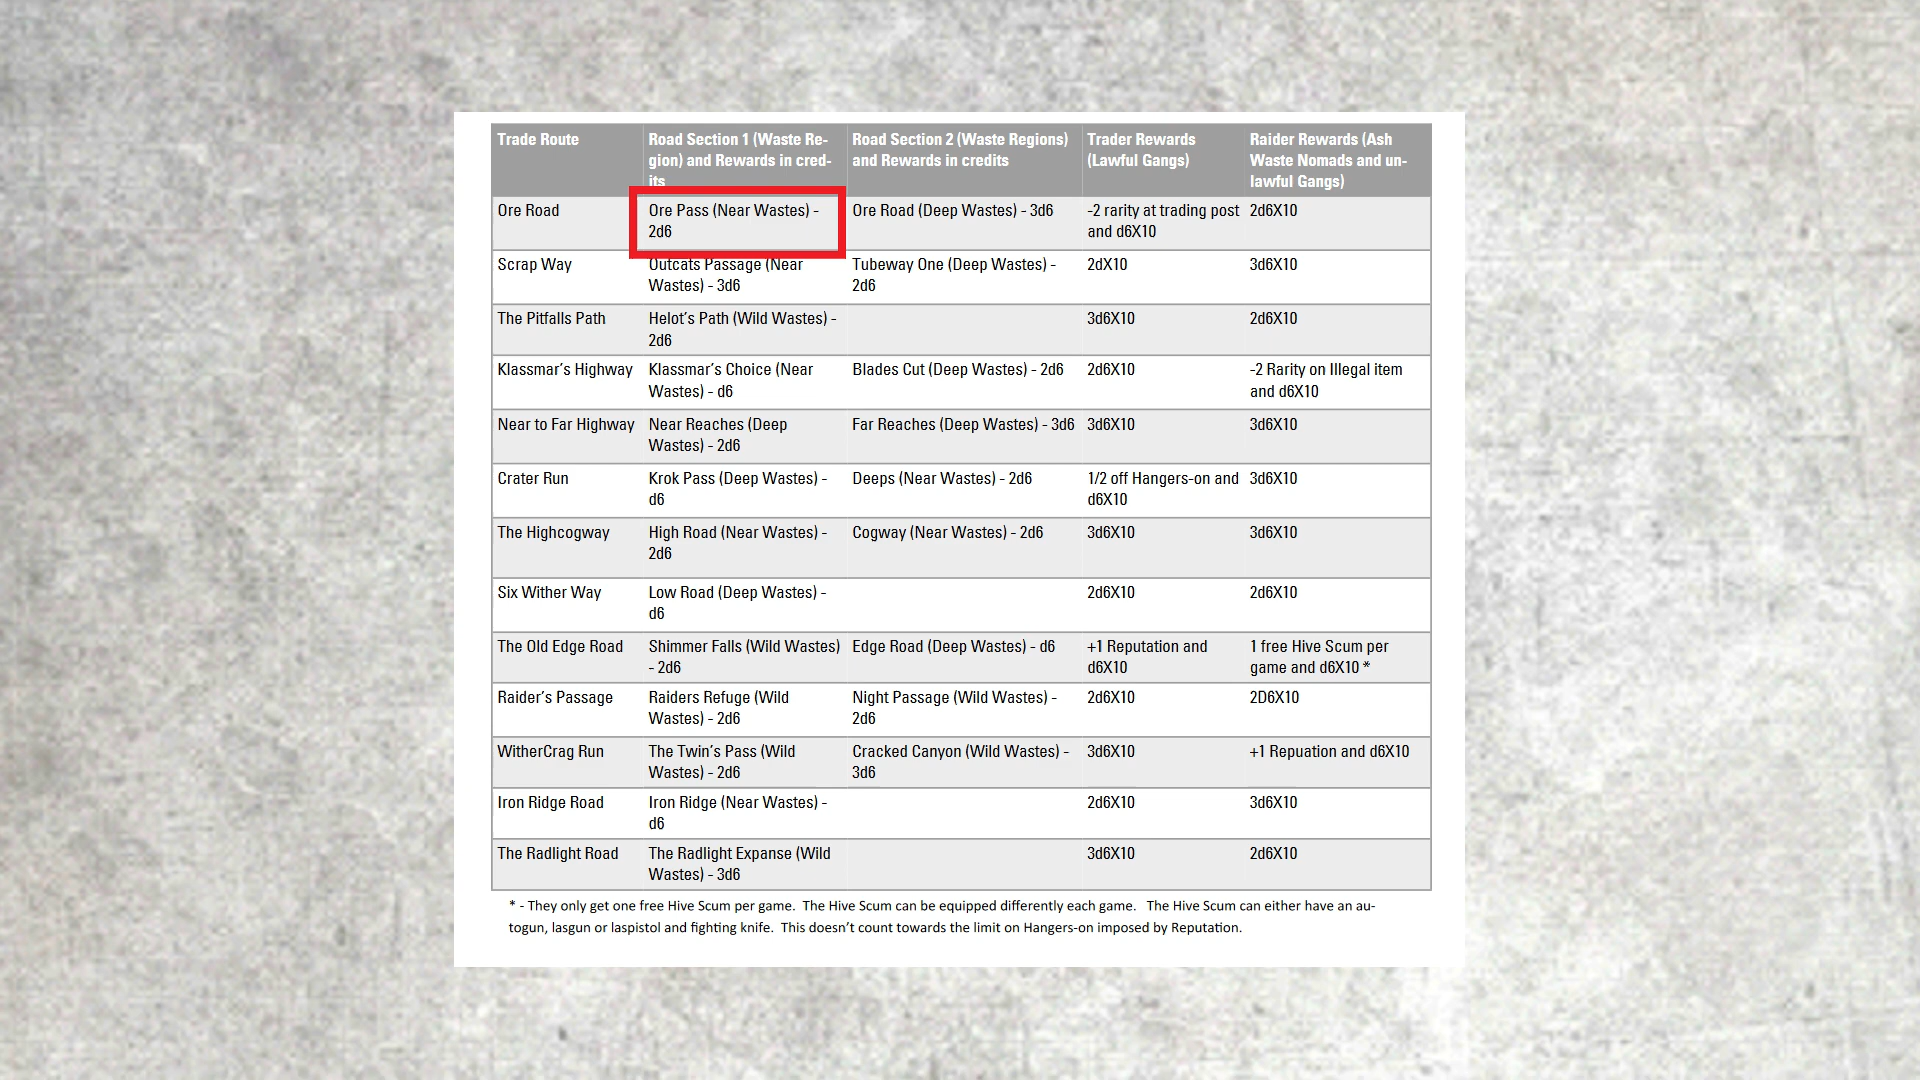 Trade Route
Road Section 1 (Waste Re-
gion) and Rewards in cred-
its
Road Section 2 (Waste Regions)
and Rewards in credits
Trader Rewards
(Lawful Gangs)
Raider Rewards (Ash
Waste Nomads and un-
lawful Gangs)
Ore Road
Ore Pass (Near Wastes) -
2d6
Ore Road (Deep Wastes) - 3d6
-2 rarity at trading post
and d6X10
2d6X10
Scrap Way
Outcats Passage (Near
Wastes) - 3d6
Tubeway One (Deep Wastes) -
2d6
2dX10
3d6X10
The Pitfalls Path
Helot's Path (Wild Wastes) -
2d6
3d6X10
2d6X10
Klassmar's Highway
Klassmar's Choice (Near
Wastes) - d6
Blades Cut (Deep Wastes) - 2d6
2d6X10
-2 Rarity on Illegal item
and d6X10
Near to Far Highway
Near Reaches (Deep
Wastes) - 2d6
Far Reaches (Deep Wastes) - 3d6
3d6X10
3d6X10
Crater Run
Krok Pass (Deep Wastes) -
d6
Deeps (Near Wastes) - 2d6
1/2 off Hangers-on and
d6X10
3d6X10
The Highcogway
High Road (Near Wastes) -
2d6
Cogway (Near Wastes) - 2d6
3d6X10
3d6X10
Six Wither Way
Low Road (Deep Wastes) -
d6
2d6X10
2d6X10
The Old Edge Road
Shimmer Falls (Wild Wastes)
- 2d6
Edge Road (Deep Wastes) - d6
+1 Reputation and
d6X10
1 free Hive Scum per
game and d6X10 *
Raider's Passage
Raiders Refuge (Wild
Wastes) - 2d6
Night Passage (Wild Wastes) -
2d6
2d6X10
2D6X10
WitherCrag Run
The Twin's Pass (Wild
Wastes) - 2d6
Cracked Canyon (Wild Wastes) -
3d6
3d6X10
+1 Repuation and d6X10
Iron Ridge Road
Iron Ridge (Near Wastes) -
d6
2d6X10
3d6X10
The Radlight Road
The Radlight Expanse (Wild
Wastes) - 3d6
3d6X10
2d6X10
* - They only get one free Hive Scum per game. The Hive Scum can be equipped differently each game. The Hive Scum can either have an au-
togun, lasgun or laspistol and fighting knife. This doesn't count towards the limit on Hangers-on imposed by Reputation.